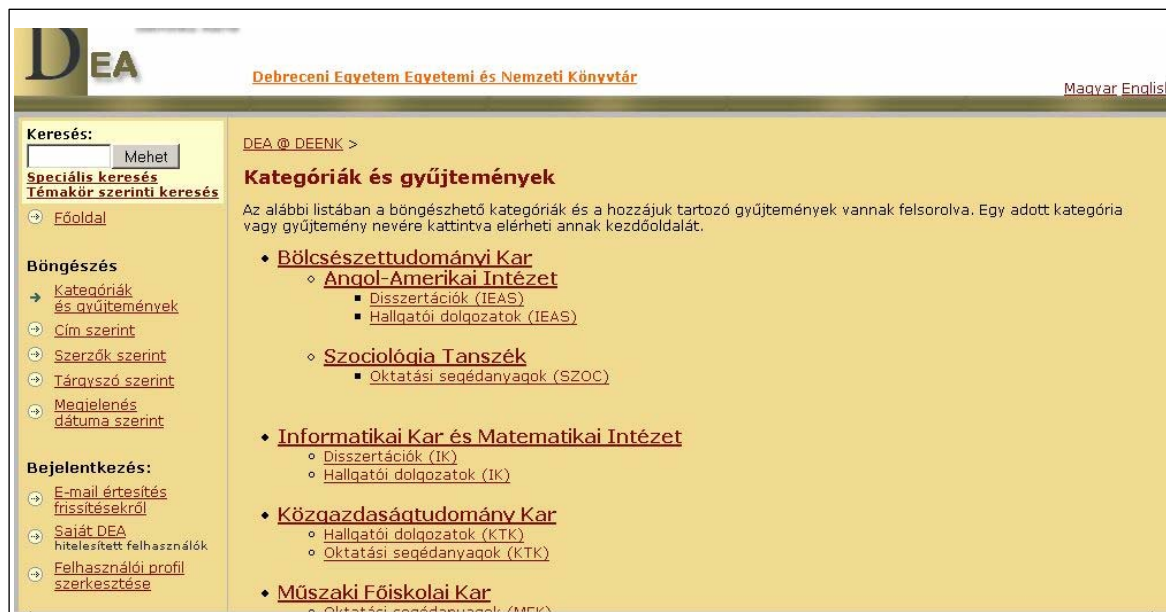 DEA
Debreceni Egyetem Egyetemi és Nemzeti Könyvtár
Magyar English
Keresés:
Mehet
Speciális keresés
Témakör szerinti keresés
Főoldal
Böngészés
Kategóriák
és gyűjtemények
Cím szerint
Szerzők szerint
Tárgyszó szerint
Megjelenés
dátuma szerint
Bejelentkezés:
E-mail értesítés
frissítésekről
Saját DEA
hitelesített felhasználók
Felhasználói profil
szerkesztése
DEA @ DEENK >
Kategóriák és gyűjtemények
Az alábbi listában a böngészhető kategóriák és a hozzájuk tartozó gyűjtemények vannak felsorolva. Egy adott kategória
vagy gyűjtemény nevére kattintva elérheti annak kezdőoldalát.
Bölcsészettudományi Kar
Angol-Amerikai Intézet
Disszertációk (IEAS)
Hallgatói dolgozatok (IEAS)
Szociológia Tanszék
Oktatási segédanyagok (SZOC)
Informatikai Kar és Matematikai Intézet
Disszertációk (IK)
Hallgatói dolgozatok (IK)
Közgazdaságtudomány Kar
Hallgatói dolgozatok (KTK)
Oktatási segédanyagok (KTK)
Műszaki Főiskolai Kar
Oktatási segédanyagok (MFK)